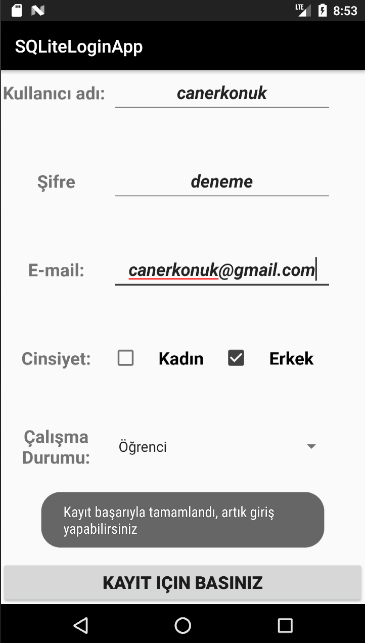 LTE 8:53
SQLiteLoginApp
Kullanıcı adı: canerkonuk
Şifre deneme
E-mail: canerkonuk@gmail.com
Cinsiyet: Kadın Erkek
Çalışma
Durumu: Öğrenci
Kayıt başarıyla tamamlandı, artık giriş
yapabilirsiniz
KAYIT IÇIN BASINIZ